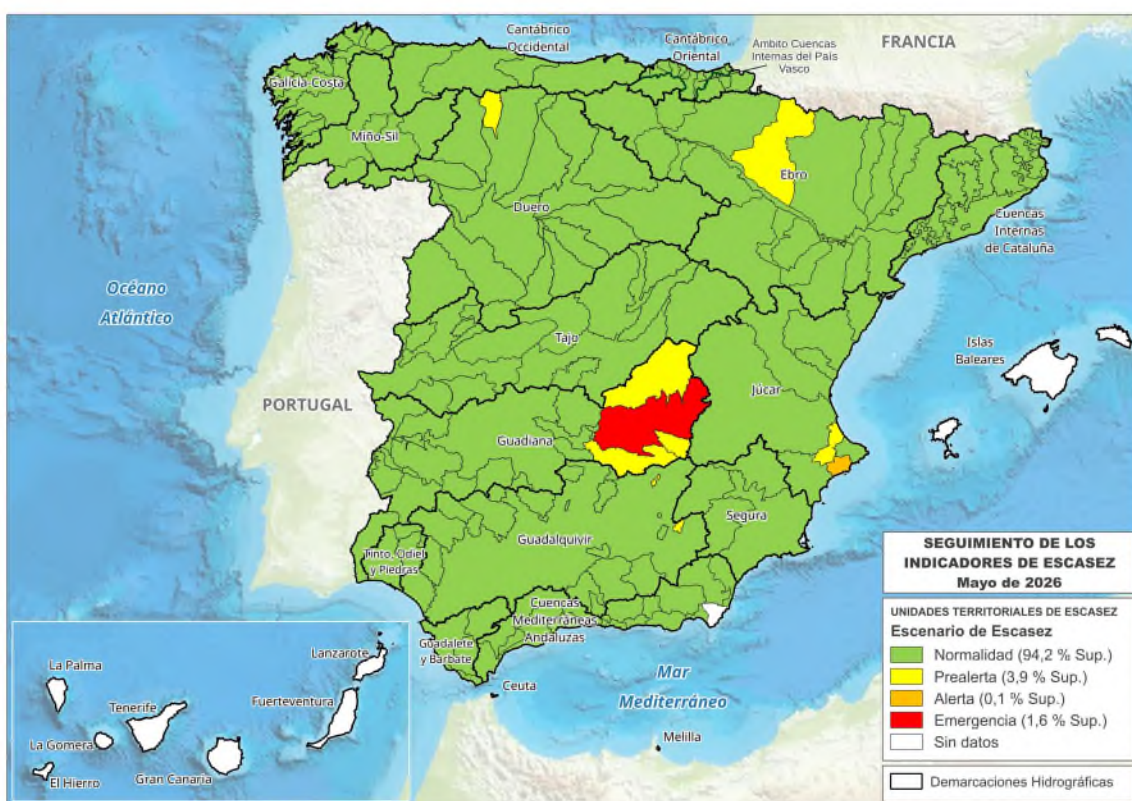 Cantábrico
Occidental
Cantábrico
Oriental
Ámbito Cuencas
Internas del País
Vasco
FRANCIA
Galicia-Costa
Miño-Sil
Ebro
Duero
Cuencas
Internas
de Cataluña
Océano
Atlántico
Tajo
Islas
Baleares
Júcar
PORTUGAL
Guadiana
Segura
Guadalquivir
Tinto, Odiel
y Piedras
Cuencas
Mediterráneas
Andaluzas
Guadalete
y Barbate
Ceuta
Mar
Mediterráneo
Melilla
La Palma
Lanzarote
Tenerife
Fuerteventura
La Gomera
El Hierro
Gran Canaria
SEGUIMIENTO DE LOS
INDICADORES DE ESCASEZ
Mayo de 2026
UNIDADES TERRITORIALES DE ESCASEZ
Escenario de Escasez
Normalidad (94,2 % Sup.)
Prealerta (3,9 % Sup.)
Alerta (0,1 % Sup.)
Emergencia (1,6 % Sup.)
Sin datos
Demarcaciones Hidrográficas